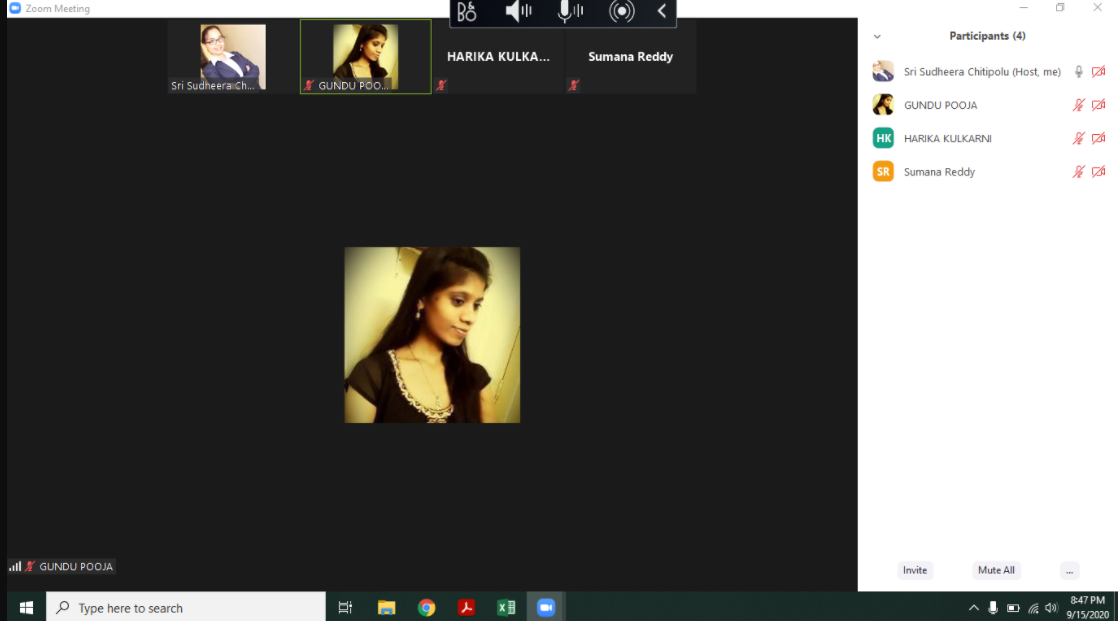 Zoom Meeting
B&O
Sri Sudheera Ch...
GUNDU POO...
HARIKA KULKA...
Sumana Reddy
Participants (4)
Sri Sudheera Chitipolu (Host, me)
GUNDU POOJA
HK HARIKA KULKARNI
SR Sumana Reddy
GUNDU POOJA
Invite Mute All ...
Type here to search
8:47 PM
9/15/2020